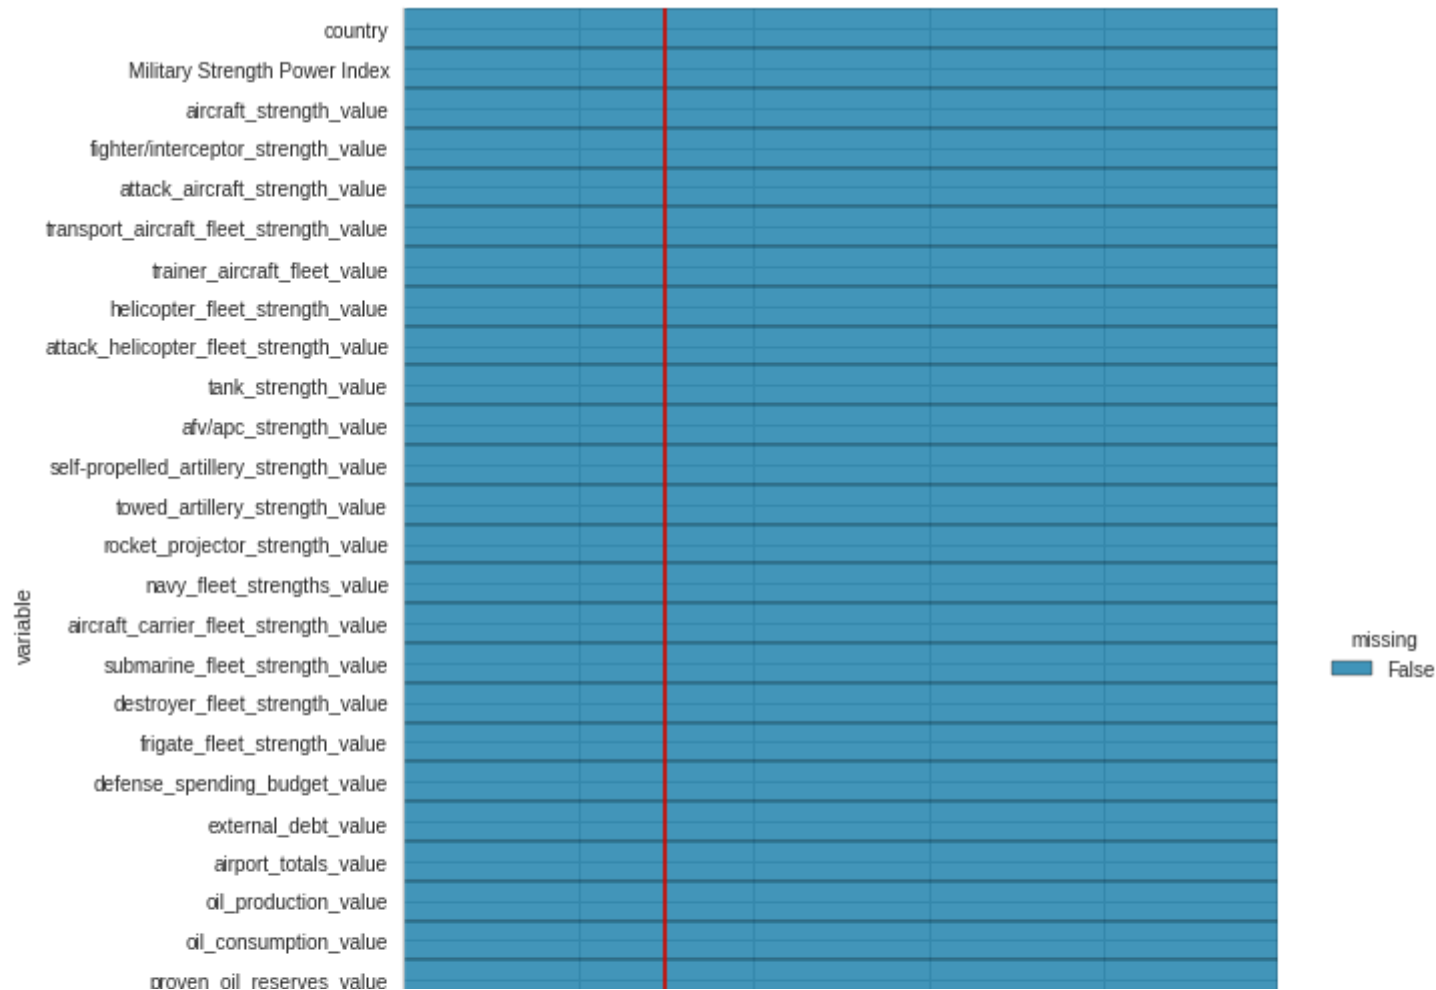 country
Military Strength Power Index
aircraft_strength_value
fighter/interceptor_strength_value
attack_aircraft_strength_value
transport_aircraft_fleet_strength_value
trainer_aircraft_fleet_value
helicopter_fleet_strength_value
attack_helicopter_fleet_strength_value
tank_strength_value
afv/apc_strength_value
self-propelled_artillery_strength_value
towed_artillery_strength_value
rocket_projector_strength_value
navy_fleet_strengths_value
aircraft_carrier_fleet_strength_value
submarine_fleet_strength_value
destroyer_fleet_strength_value
frigate_fleet_strength_value
defense_spending_budget_value
external_debt_value
airport_totals_value
oil_production_value
oil_consumption_value
proven_oil_reserves_value
variable
missing
False